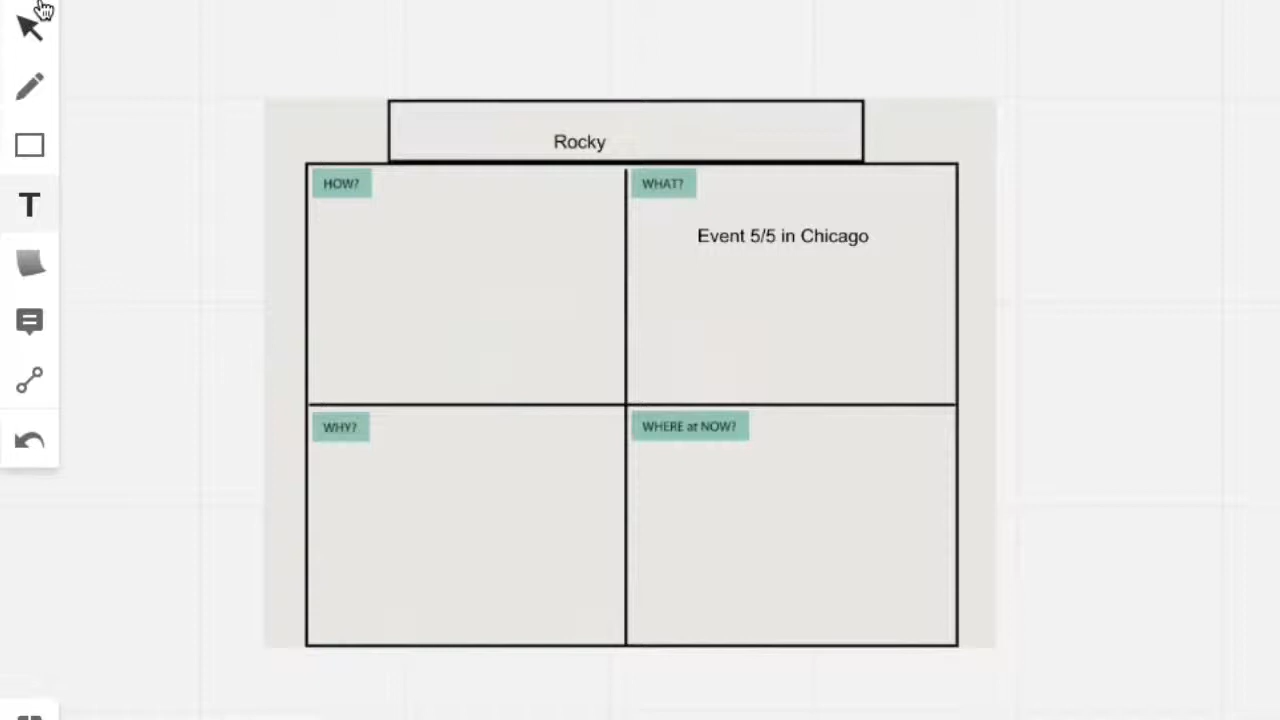 Rocky
HOW?
WHAT?
Event 5/5 in Chicago
WHY?
WHERE at NOW?
T